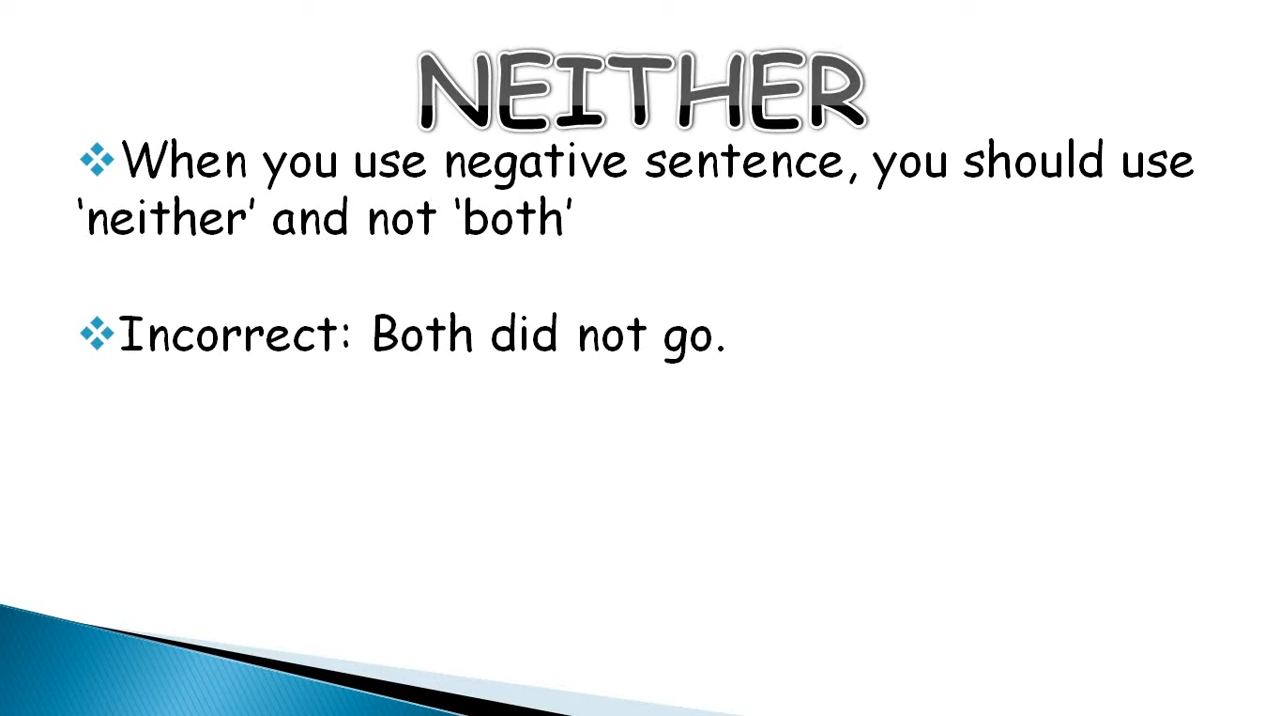 NEITHER
When you use negative sentence, you should use
‘neither’ and not ‘both’
Incorrect: Both did not go.